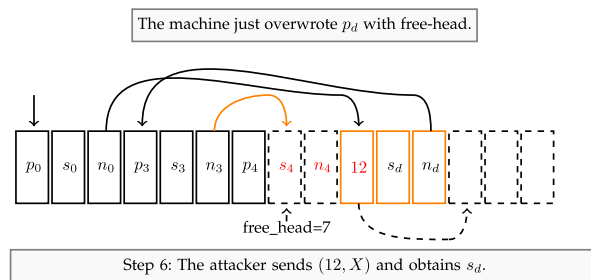 The machine just overwrote p_d with free-head.
p_0 s_0 n_0 p_3 s_3 n_3 p_4 s_4 n_4 12 s_d n_d
free_head=7
Step 6: The attacker sends (12, X) and obtains s_d.